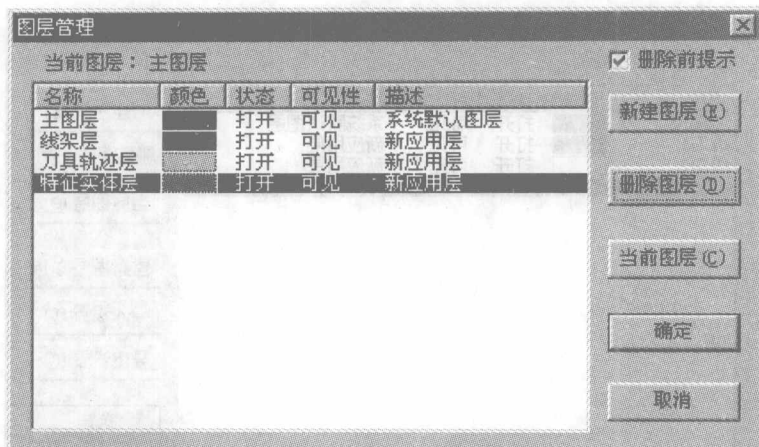 图层管理
当前图层：主图层
删除前提示
名称 颜色 状态 可见性 描述
主图层 打开 可见 系统默认图层
线架层 打开 可见 新应用层
刀具轨迹层 打开 可见 新应用层
特征实体层 打开 可见 新应用层
新建图层(N)
删除图层(D)
当前图层(C)
确定
取消